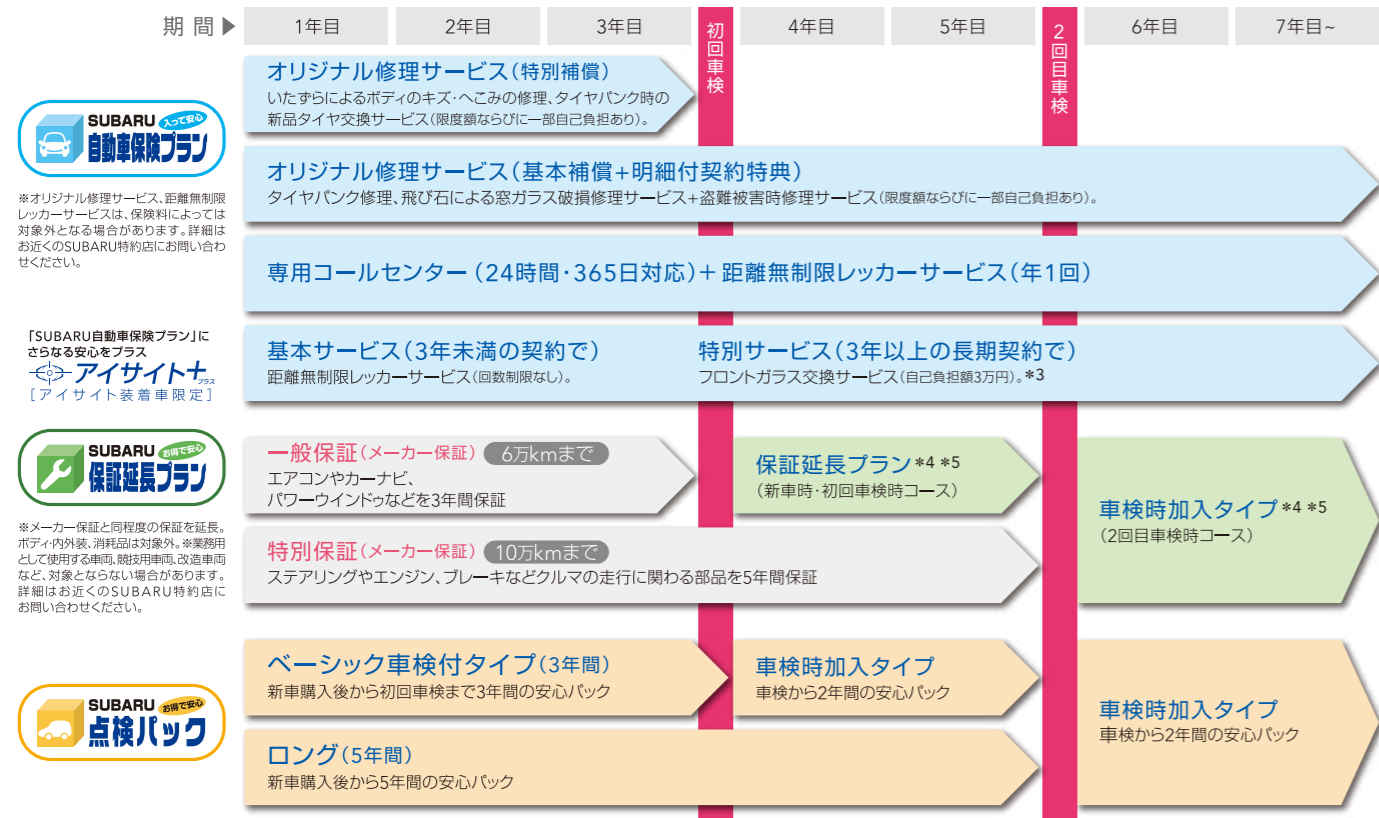 期間▶
1年目
2年目
3年目
初回車検
4年目
5年目
2回目車検
6年目
7年目~
SUBARU 入って安心
自動車保険プラン
※オリジナル修理サービス、距離無制限
レッカーサービスは、保険料によっては
対象外となる場合があります。詳細は
お近くのSUBARU特約店にお問い合わ
せください。
オリジナル修理サービス(特別補償)
いたずらによるボディのキズ・へこみの修理、タイヤパンク時の
新品タイヤ交換サービス(限度額ならびに一部自己負担あり)。
オリジナル修理サービス(基本補償+明細付契約特典)
タイヤパンク修理、飛び石による窓ガラス破損修理サービス+盗難被害時修理サービス(限度額ならびに一部自己負担あり)。
専用コールセンター(24時間・365日対応)+距離無制限レッカーサービス(年1回)
「SUBARU自動車保険プラン」に
さらなる安心をプラス
アイサイト+プラス
[アイサイト装着車限定]
基本サービス(3年未満の契約で)
距離無制限レッカーサービス(回数制限なし)。
特別サービス(3年以上の長期契約で)
フロントガラス交換サービス(自己負担額3万円)。*3
SUBARU お得で安心
保証延長プラン
※メーカー保証と同程度の保証を延長。
ボディ・内外装、消耗品は対象外。※業務用
として使用する車両、競技用車両、改造車両
など、対象とならない場合があります。
詳細はお近くのSUBARU特約店に
お問い合わせください。
一般保証(メーカー保証) 6万kmまで
エアコンやカーナビ、
パワーウインドゥなどを3年間保証
保証延長プラン*4 *5
(新車時・初回車検時コース)
特別保証(メーカー保証) 10万kmまで
ステアリングやエンジン、ブレーキなどクルマの走行に関わる部品を5年間保証
車検時加入タイプ*4 *5
(2回目車検時コース)
SUBARU お得で安心
点検パック
ベーシック車検付タイプ(3年間)
新車購入後から初回車検まで3年間の安心パック
車検時加入タイプ
車検から2年間の安心パック
ロング(5年間)
新車購入後から5年間の安心パック
車検時加入タイプ
車検から2年間の安心パック